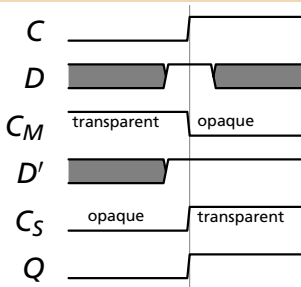 C
D
C_M transparent opaque
D'
C_S opaque transparent
Q